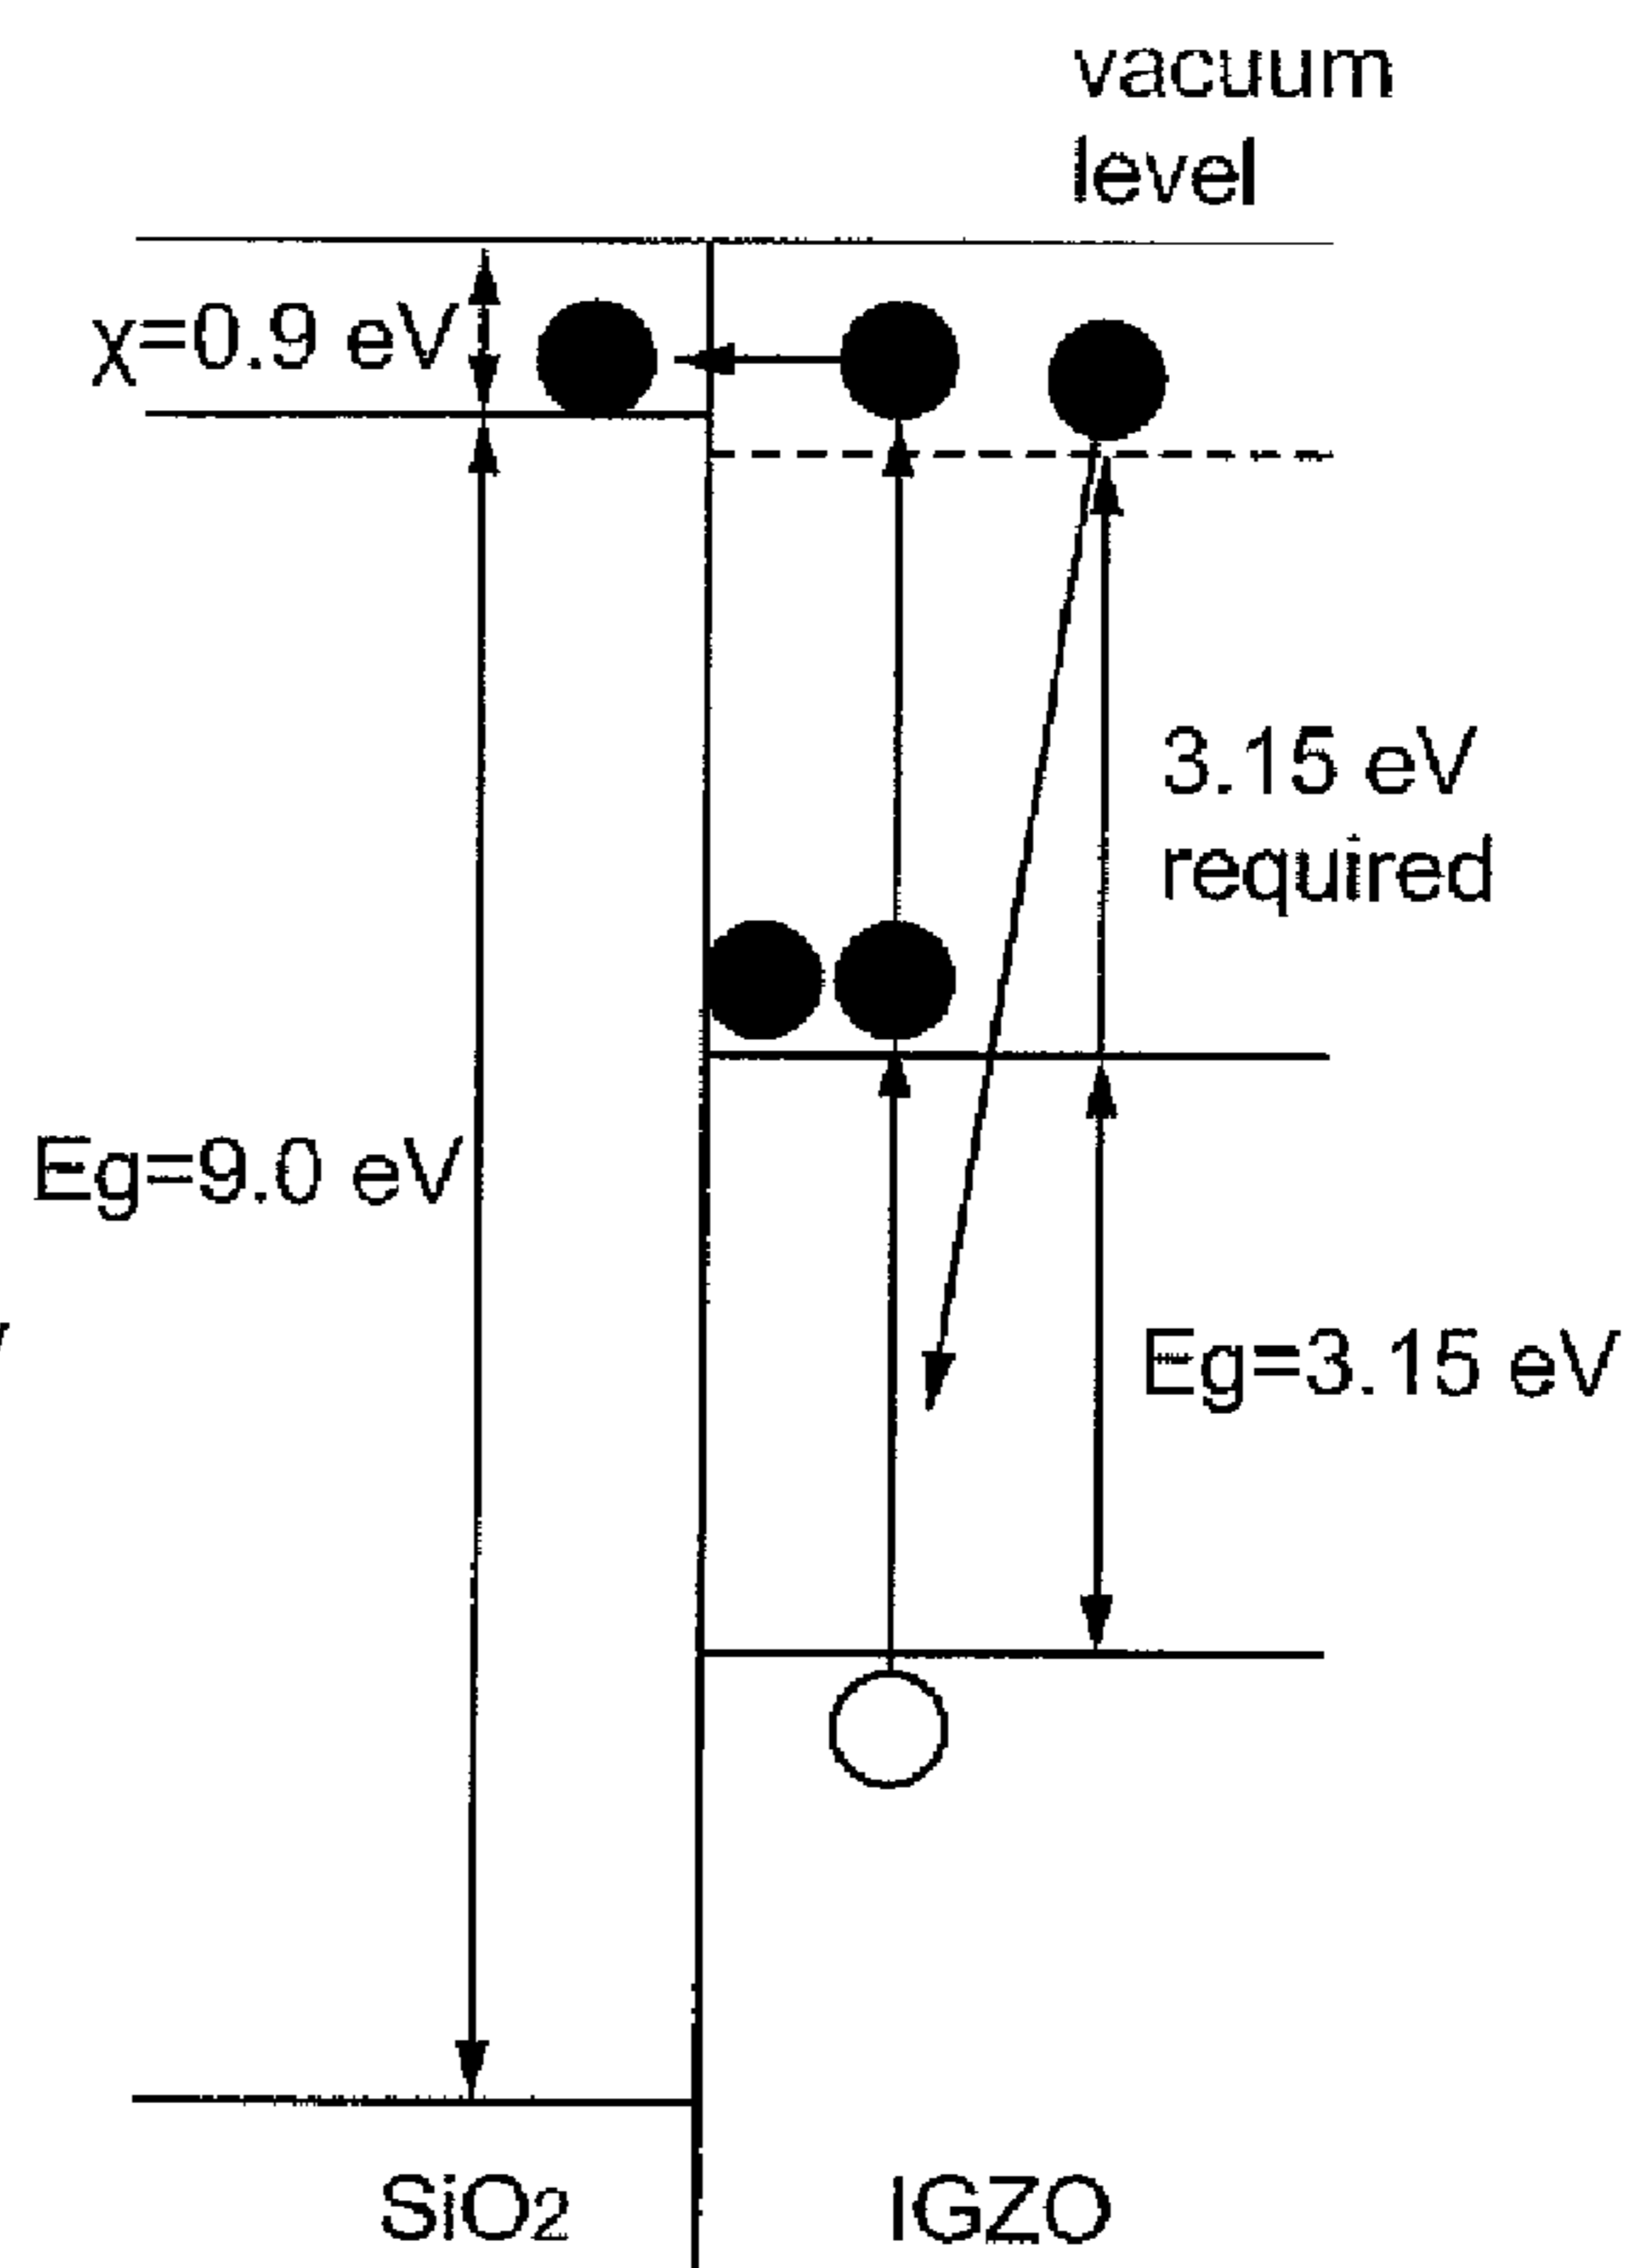 vacuum
level
χ=0.9 eV
3.15 eV
required
Eg=9.0 eV
Eg=3.15 eV
SiO2
IGZO